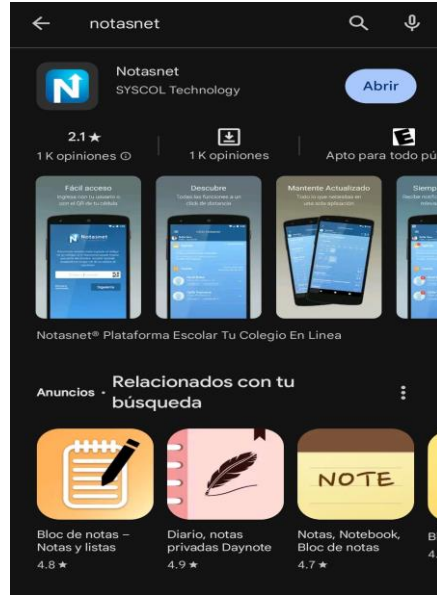 notasnet
Notasnet
SYSCOL Technology
Abrir
2.1★
1 K opiniones
1 K opiniones
E
Apto para todo pú
Fácil acceso
Descubre
Mantente Actualizado
Siemp
Notasnet
Notasnet® Plataforma Escolar Tu Colegio En Linea
Anuncios · Relacionados con tu
búsqueda
NOTE
Bloc de notas –
Notas y listas
4.8 ★
Diario, notas
privadas Daynote
4.9 ★
Notas, Notebook,
Bloc de notas
4.7 ★
B
4.